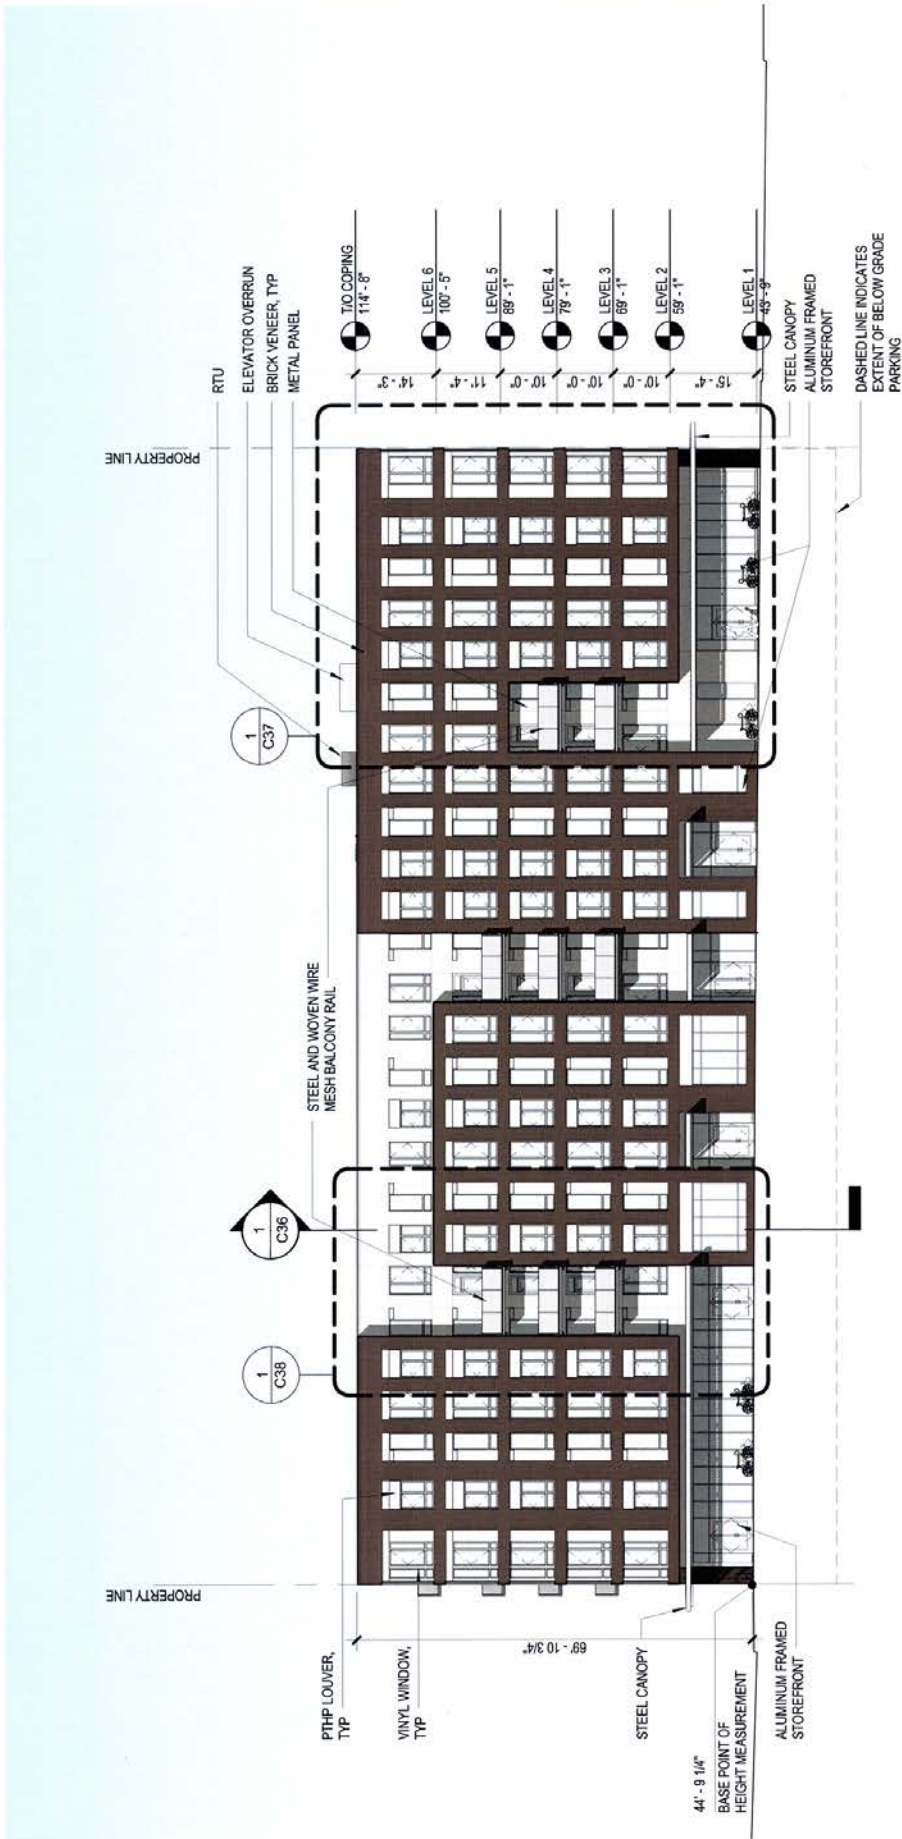 PROPERTY LINE
PROPERTY LINE
RTU
ELEVATOR OVERRUN
BRICK VENEER, TYP
METAL PANEL
1
C37
T/O COPING
114' - 8"
LEVEL 6
100' - 5"
LEVEL 5
89' - 1"
LEVEL 4
79' - 1"
LEVEL 3
69' - 1"
LEVEL 2
59' - 1"
LEVEL 1
43' - 9"
14' - 3"
11' - 4"
10' - 0"
10' - 0"
10' - 0"
15' - 4"
STEEL CANOPY
ALUMINUM FRAMED
STOREFRONT
DASHED LINE INDICATES
EXTENT OF BELOW GRADE
PARKING
STEEL AND WOVEN WIRE
MESH BALCONY RAIL
1
C36
1
C38
PTHP LOUVER,
TYP
VINYL WINDOW,
TYP
69' - 10 3/4"
STEEL CANOPY
44' - 9 1/4"
BASE POINT OF
HEIGHT MEASUREMENT
ALUMINUM FRAMED
STOREFRONT